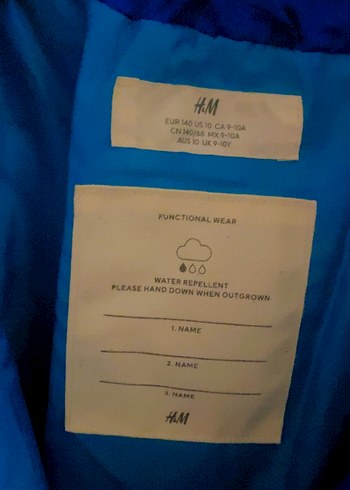 H&M
EUR 140 US 10 CA 9-10A
CN 140/68 MX 9-10A
AUS 10 UK 9-10Y
FUNCTIONAL WEAR
WATER REPELLENT
PLEASE HAND DOWN WHEN OUTGROWN
1. NAME
2. NAME
3. NAME
H&M